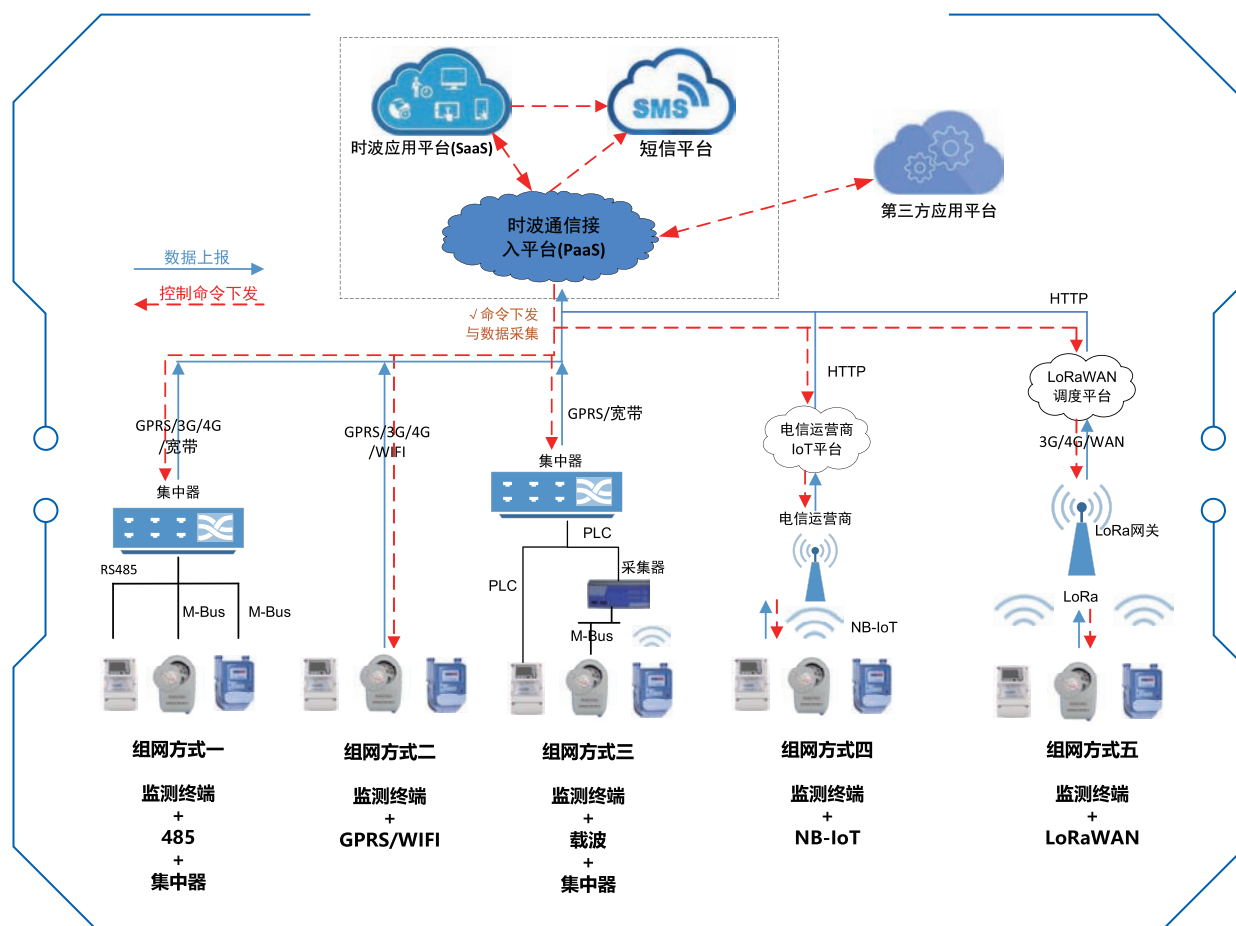 SMS
时波应用平台(SaaS)
短信平台
第三方应用平台
时波通信接
入平台(PaaS)
数据上报
控制命令下发
√命令下发
与数据采集
HTTP
HTTP
LoRaWAN
调度平台
GPRS/3G/4G
/宽带
GPRS/3G/4G
/WIFI
GPRS/宽带
电信运营商
IoT平台
3G/4G/WAN
集中器
集中器
电信运营商
LoRa网关
PLC
RS485
采集器
PLC
M-Bus
M-Bus
M-Bus
NB-IoT
LoRa
组网方式一
监测终端
+
485
+
集中器
组网方式二
监测终端
+
GPRS/WIFI
组网方式三
监测终端
+
载波
+
集中器
组网方式四
监测终端
+
NB-IoT
组网方式五
监测终端
+
LoRaWAN